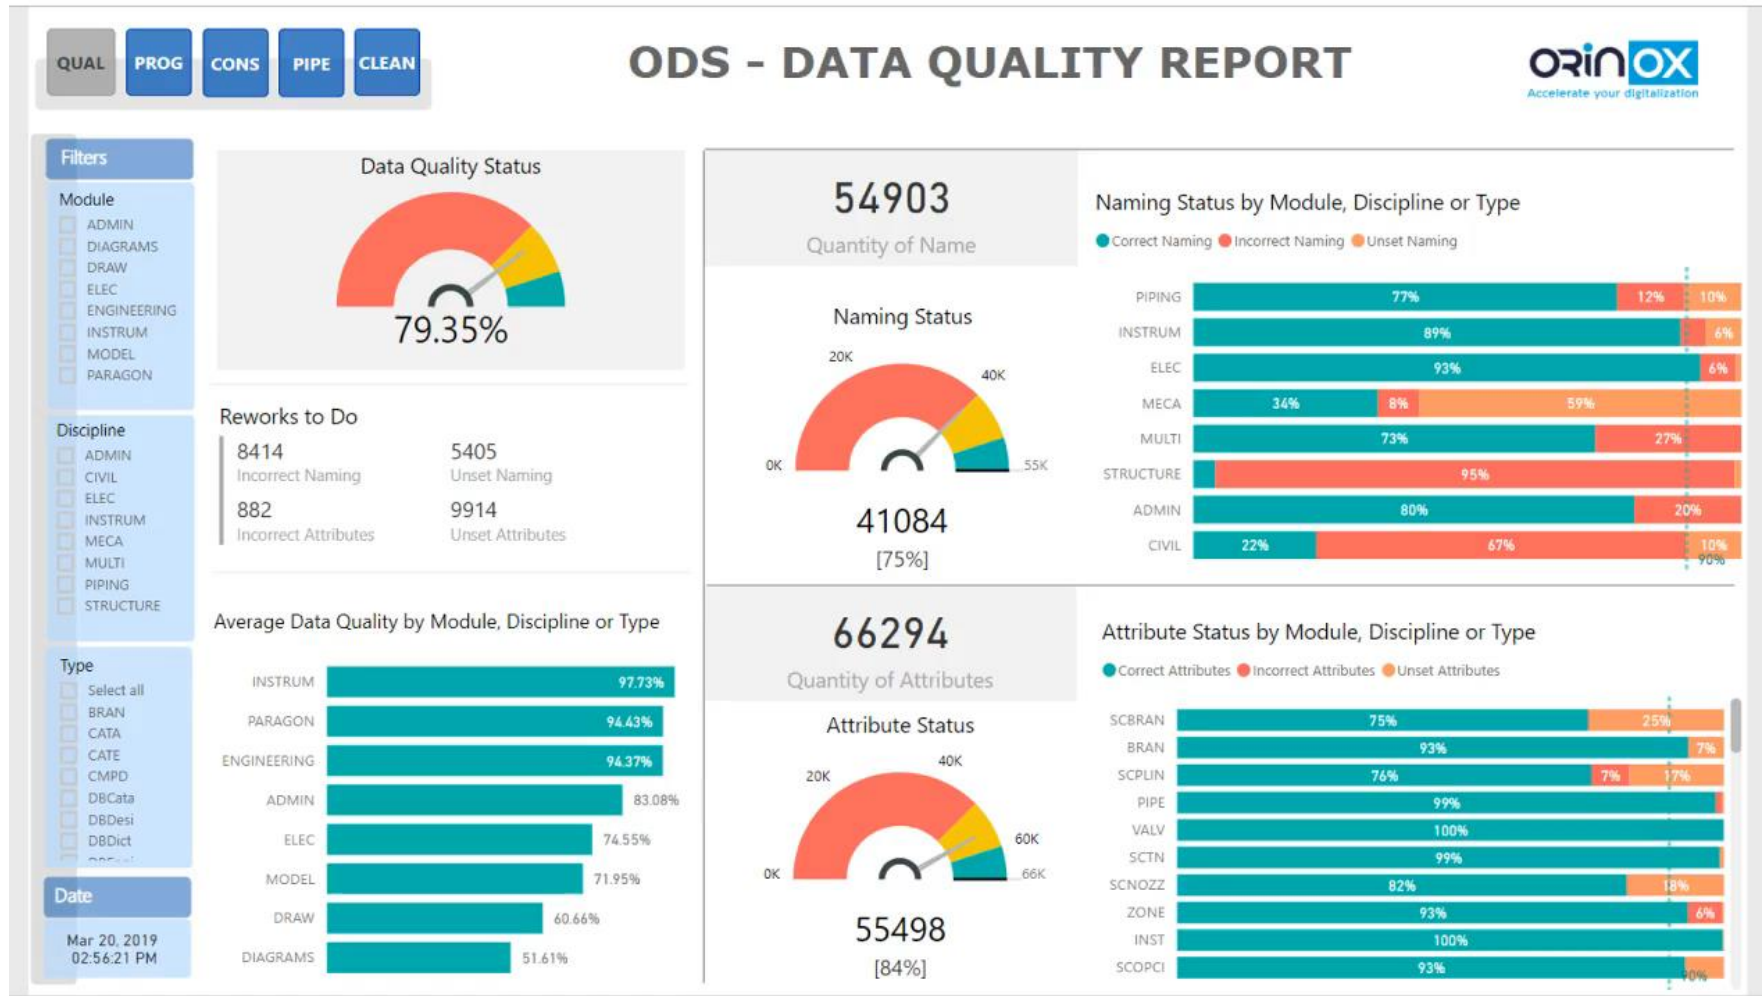 QUAL
PROG
CONS
PIPE
CLEAN
ODS - DATA QUALITY REPORT
ORINOX
Accelerate your digitalization
Filters
Module
ADMIN
DIAGRAMS
DRAW
ELEC
ENGINEERING
INSTRUM
MODEL
PARAGON
Discipline
ADMIN
CIVIL
ELEC
INSTRUM
MECA
MULTI
PIPING
STRUCTURE
Type
Select all
BRAN
CATA
CATE
CMPD
DBCata
DBDesi
DBDict
Date
Mar 20, 2019
02:56:21 PM
Data Quality Status
79.35%
Reworks to Do
8414 5405
Incorrect Naming Unset Naming
882 9914
Incorrect Attributes Unset Attributes
Average Data Quality by Module, Discipline or Type
INSTRUM 97.73%
PARAGON 94.43%
ENGINEERING 94.37%
ADMIN 83.08%
ELEC 74.55%
MODEL 71.95%
DRAW 60.66%
DIAGRAMS 51.61%
54903
Quantity of Name
Naming Status
20K
40K
0K
55K
41084
[75%]
Naming Status by Module, Discipline or Type
Correct Naming Incorrect Naming Unset Naming
PIPING 77% 12% 10%
INSTRUM 89% 6%
ELEC 93% 6%
MECA 34% 8% 59%
MULTI 73% 27%
STRUCTURE 95%
ADMIN 80% 20%
CIVIL 22% 67% 10%
90%
66294
Quantity of Attributes
Attribute Status
40K
20K
60K
0K
66K
55498
[84%]
Attribute Status by Module, Discipline or Type
Correct Attributes Incorrect Attributes Unset Attributes
SCBRAN 75% 25%
BRAN 93% 7%
SCPLIN 76% 7% 17%
PIPE 99%
VALV 100%
SCTN 99%
SCNOZZ 82% 18%
ZONE 93% 6%
INST 100%
SCOPCI 93%
90%